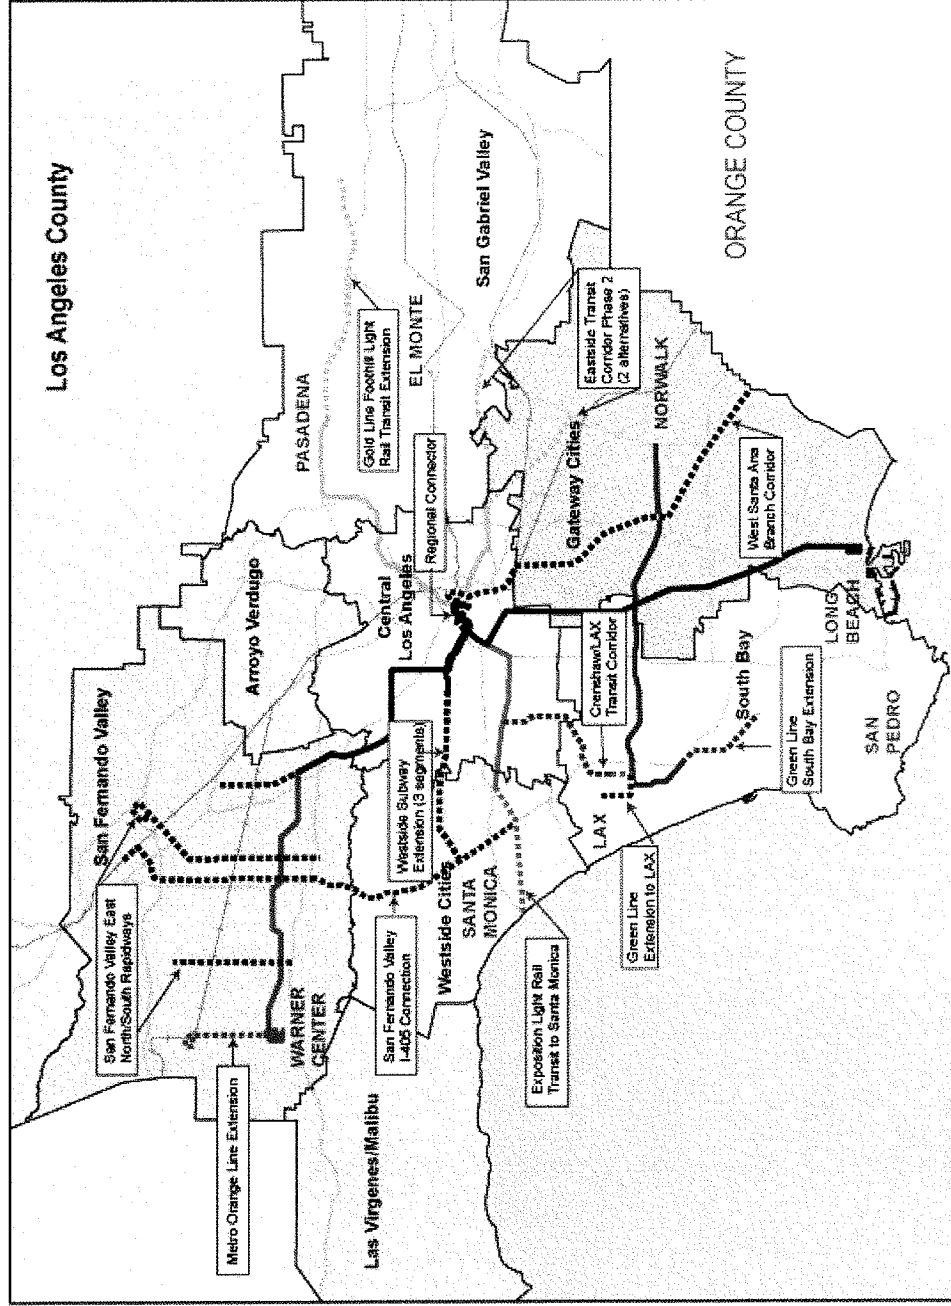 Los Angeles County
San Fernando Valley
San Fernando Valley East
North/South Rapidways
Metro Orange Line Extension
WARNER
CENTER
Arroyo Verdugo
PASADENA
Gold Line Foothill Light
Rail Transit Extension
Central
Los Angeles
Regional Connector
EL MONTE
San Gabriel Valley
Las Virgenes/Malibu
San Fernando Valley
I-405 Connection
Westside Subway
Extension (3 segments)
Westside Cities
SANTA
MONICA
Exposition Light Rail
Transit to Santa Monica
Eastside Transit
Corridor Phase 2
(2 alternatives)
Gateway Cities
NORWALK
ORANGE COUNTY
LAX
Crenshaw/LAX
Transit Corridor
Green Line
Extension to LAX
South Bay
West Santa Ana
Branch Corridor
Green Line
South Bay Extension
LONG
BEACH
SAN
PEDRO